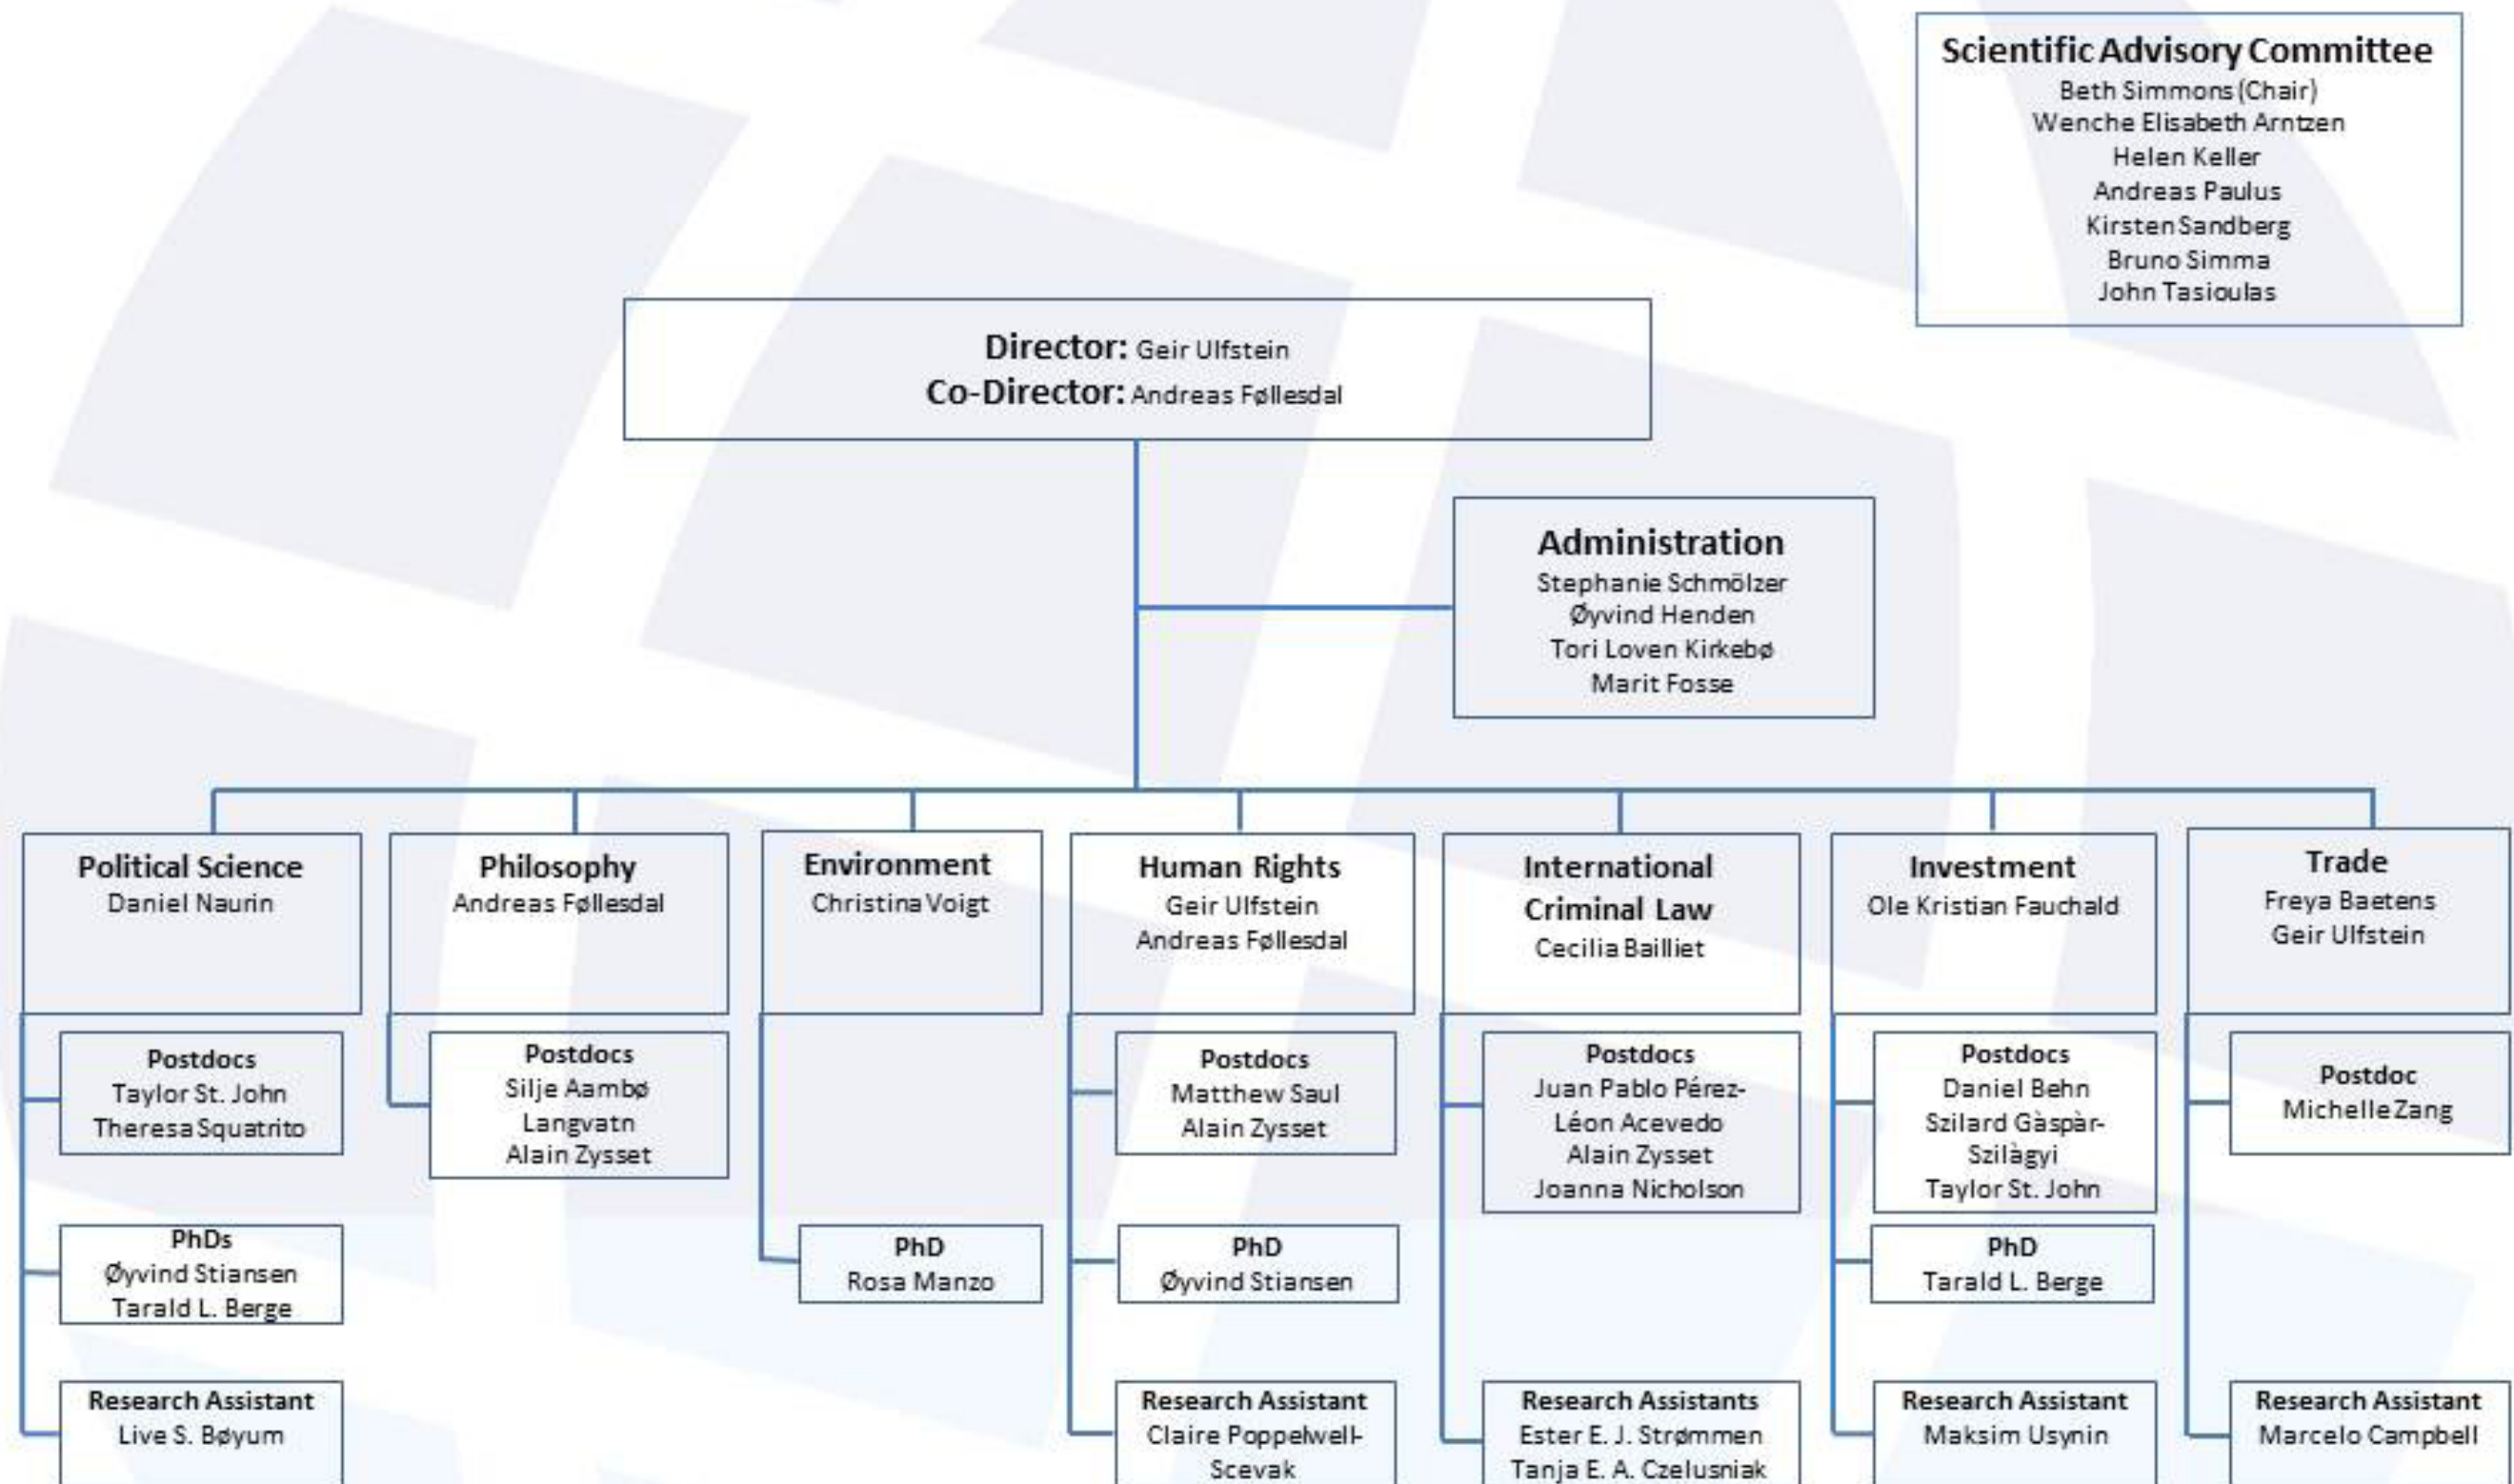 Scientific Advisory Committee
Beth Simmons (Chair)
Wenche Elisabeth Arntzen
Helen Keller
Andreas Paulus
Kirsten Sandberg
Bruno Simma
John Tasioulas
Director: Geir Ulfstein
Co-Director: Andreas Føllesdal
Administration
Stephanie Schmölzer
Øyvind Henden
Tori Loven Kirkebø
Marit Fosse
Political Science
Daniel Naurin
Postdocs
Taylor St. John
Theresa Squatrito
PhDs
Øyvind Stiansen
Tarald L. Berge
Research Assistant
Live S. Bøyum
Philosophy
Andreas Føllesdal
Postdocs
Silje Aambø
Langvatn
Alain Zysset
Environment
Christina Voigt
PhD
Rosa Manzo
Human Rights
Geir Ulfstein
Andreas Føllesdal
Postdocs
Matthew Saul
Alain Zysset
PhD
Øyvind Stiansen
Research Assistant
Claire Poppelwell-
Scevak
International
Criminal Law
Cecilia Bailliet
Postdocs
Juan Pablo Pérez-
Léon Acevedo
Alain Zysset
Joanna Nicholson
Research Assistants
Ester E. J. Strømmen
Tanja E. A. Czelusniak
Investment
Ole Kristian Fauchald
Postdocs
Daniel Behn
Szilard Gàspàr-
Szilàgyi
Taylor St. John
PhD
Tarald L. Berge
Research Assistant
Maksim Usynin
Trade
Freya Baetens
Geir Ulfstein
Postdoc
Michelle Zang
Research Assistant
Marcelo Campbell